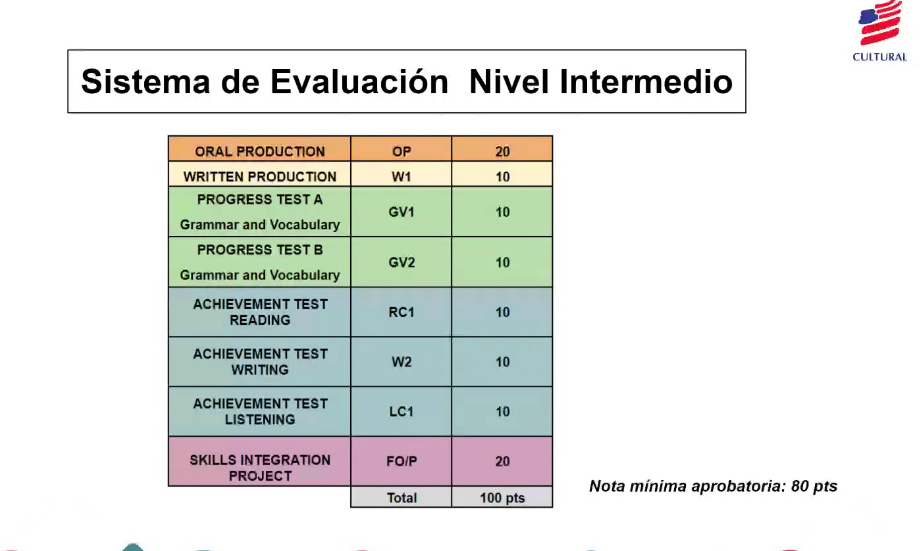 CULTURAL
Sistema de Evaluación Nivel Intermedio
ORAL PRODUCTION OP 20
WRITTEN PRODUCTION W1 10
PROGRESS TEST A
Grammar and Vocabulary GV1 10
PROGRESS TEST B
Grammar and Vocabulary GV2 10
ACHIEVEMENT TEST
READING RC1 10
ACHIEVEMENT TEST
WRITING W2 10
ACHIEVEMENT TEST
LISTENING LC1 10
SKILLS INTEGRATION
PROJECT FO/P 20
Total 100 pts
Nota mínima aprobatoria: 80 pts